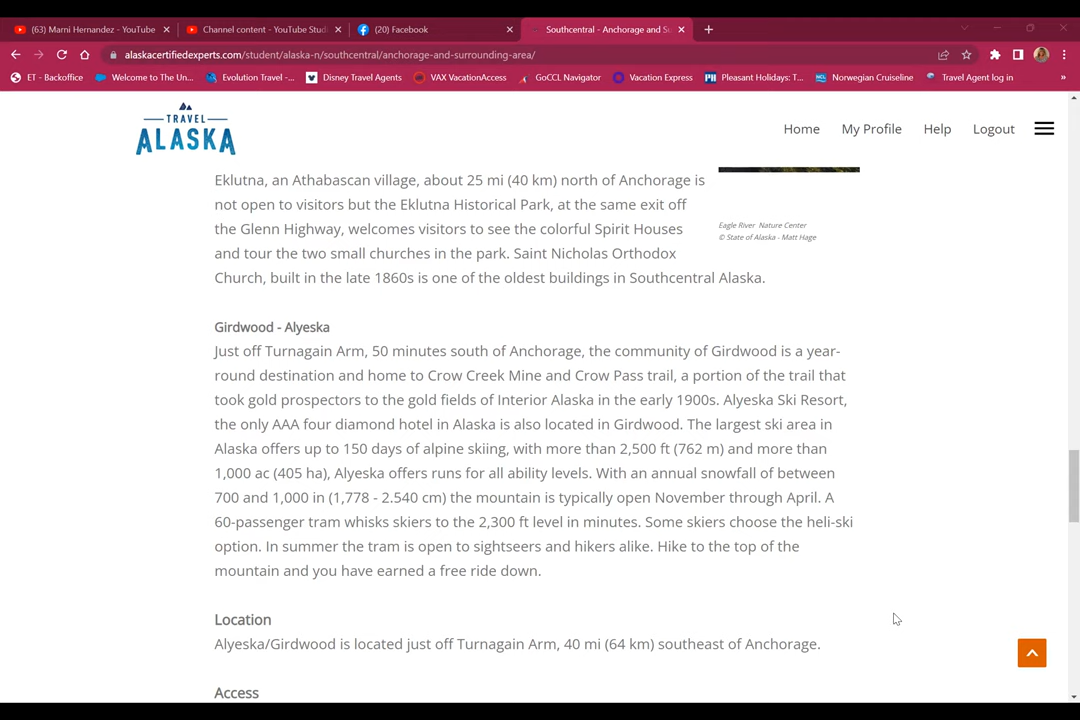 (63) Marni Hernandez - YouTube
Channel content - YouTube Studi
(20) Facebook
Southcentral - Anchorage and Su
alaskacertifiedexperts.com/student/alaska-n/southcentral/anchorage-and-surrounding-area/
ET - Backoffice
Welcome to The Un...
Evolution Travel -...
Disney Travel Agents
VAX VacationAccess
GoCCL Navigator
Vacation Express
Pleasant Holidays: T...
Norwegian Cruiseline
Travel Agent log in
TRAVEL
ALASKA
Home
My Profile
Help
Logout
Eklutna, an Athabascan village, about 25 mi (40 km) north of Anchorage is
not open to visitors but the Eklutna Historical Park, at the same exit off
the Glenn Highway, welcomes visitors to see the colorful Spirit Houses
and tour the two small churches in the park. Saint Nicholas Orthodox
Church, built in the late 1860s is one of the oldest buildings in Southcentral Alaska.
Eagle River Nature Center
© State of Alaska - Matt Hage
Girdwood - Alyeska
Just off Turnagain Arm, 50 minutes south of Anchorage, the community of Girdwood is a year-
round destination and home to Crow Creek Mine and Crow Pass trail, a portion of the trail that
took gold prospectors to the gold fields of Interior Alaska in the early 1900s. Alyeska Ski Resort,
the only AAA four diamond hotel in Alaska is also located in Girdwood. The largest ski area in
Alaska offers up to 150 days of alpine skiing, with more than 2,500 ft (762 m) and more than
1,000 ac (405 ha), Alyeska offers runs for all ability levels. With an annual snowfall of between
700 and 1,000 in (1,778 - 2.540 cm) the mountain is typically open November through April. A
60-passenger tram whisks skiers to the 2,300 ft level in minutes. Some skiers choose the heli-ski
option. In summer the tram is open to sightseers and hikers alike. Hike to the top of the
mountain and you have earned a free ride down.
Location
Alyeska/Girdwood is located just off Turnagain Arm, 40 mi (64 km) southeast of Anchorage.
Access